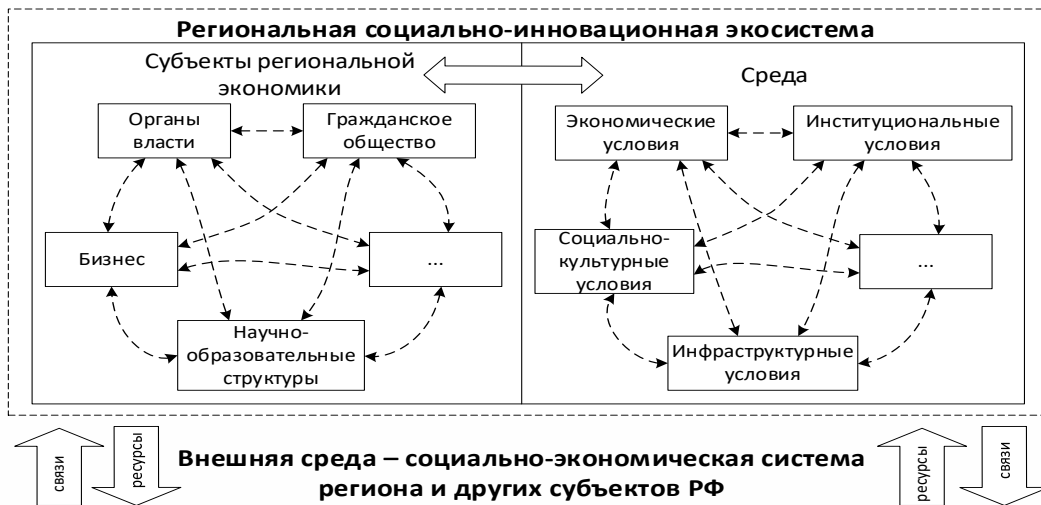 Региональная социально-инновационная экосистема
Субъекты региональной
экономики
Среда
Органы
власти
Гражданское
общество
Экономические
условия
Институциональные
условия
Бизнес
...
Социально-
культурные
условия
...
Научно-
образовательные
структуры
Инфраструктурные
условия
связи
ресурсы
Внешняя среда – социально-экономическая система
региона и других субъектов РФ
ресурсы
связи